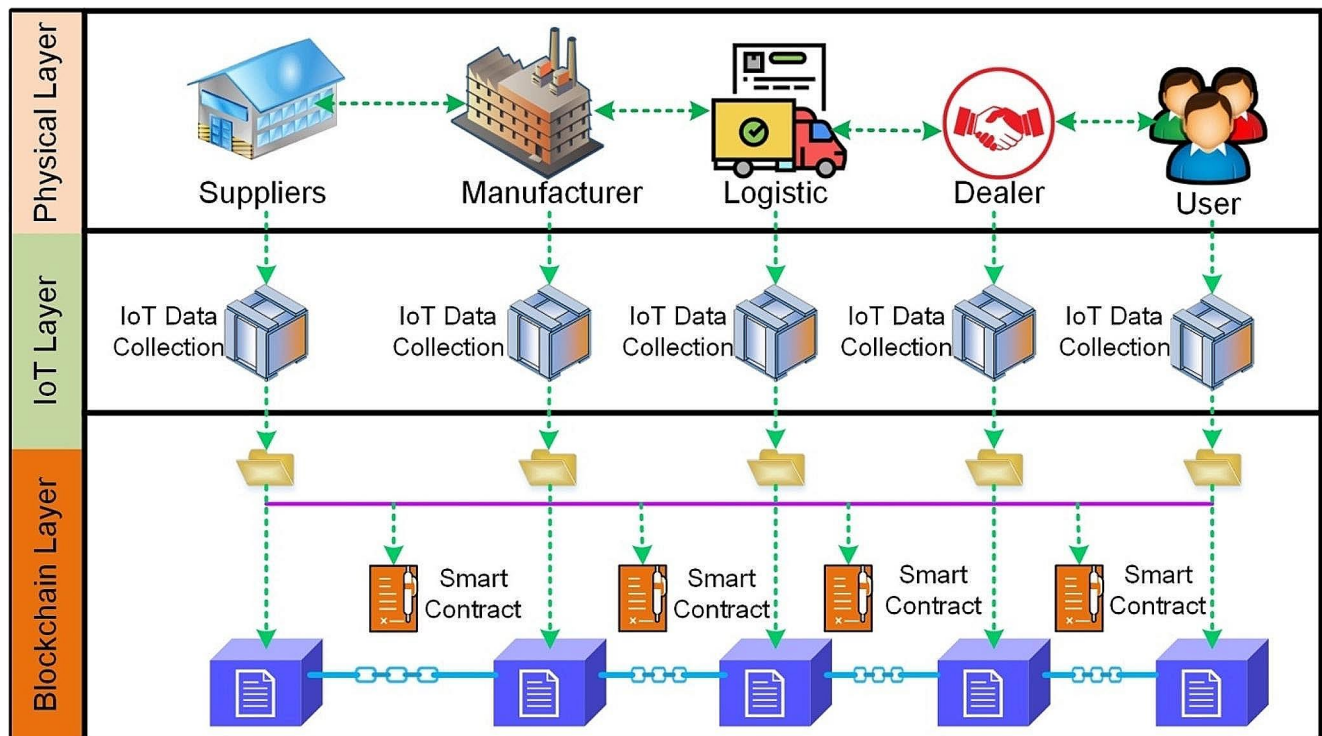 Physical Layer
Suppliers
Manufacturer
Logistic
Dealer
User
IoT Layer
IoT Data
Collection
IoT Data
Collection
IoT Data
Collection
IoT Data
Collection
IoT Data
Collection
Blockchain Layer
Smart
Contract
Smart
Contract
Smart
Contract
Smart
Contract